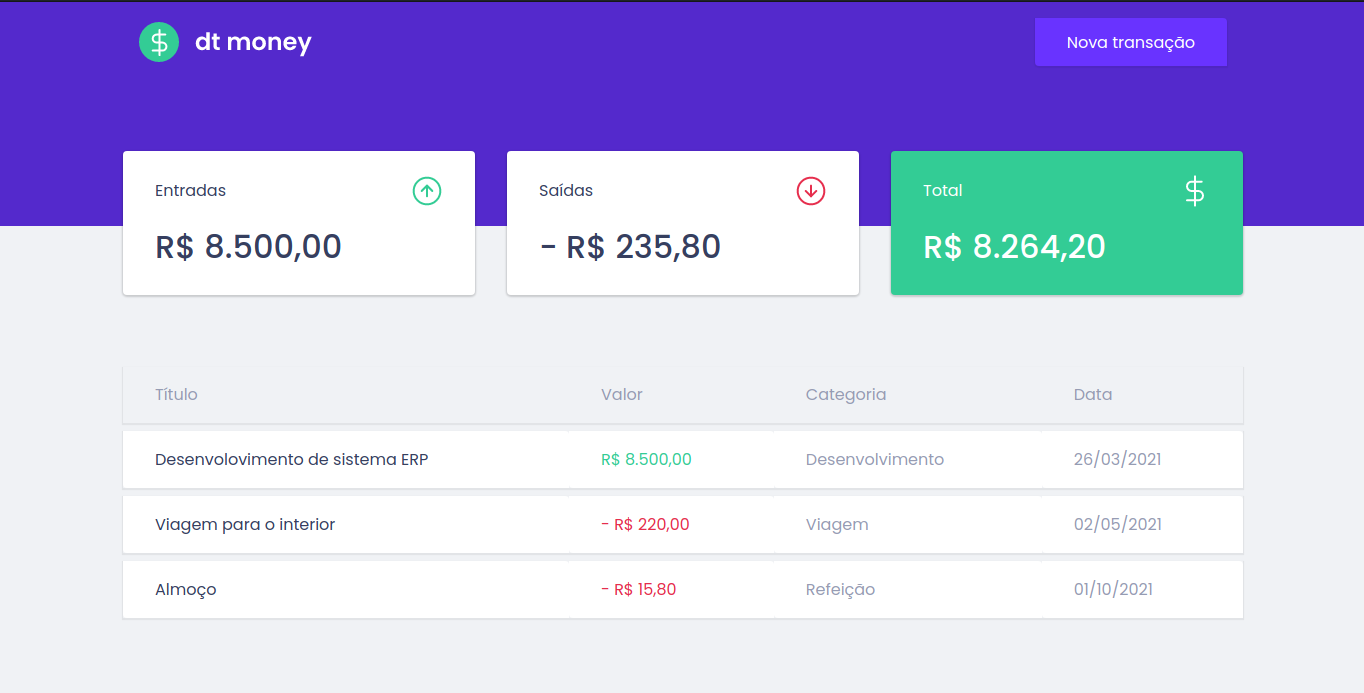 $ dt money
Nova transação
Entradas
R$ 8.500,00
Saídas
- R$ 235,80
Total
$
R$ 8.264,20
Título Valor Categoria Data
Desenvolovimento de sistema ERP R$ 8.500,00 Desenvolvimento 26/03/2021
Viagem para o interior - R$ 220,00 Viagem 02/05/2021
Almoço - R$ 15,80 Refeição 01/10/2021